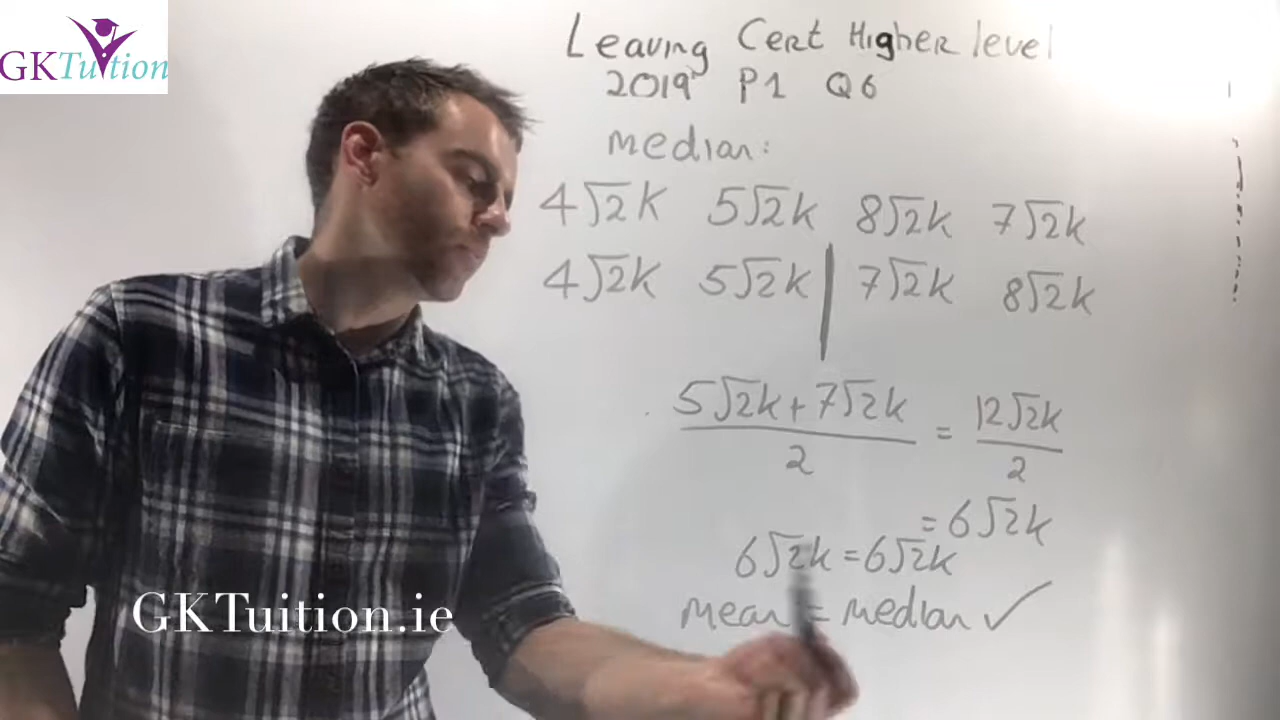 GKTuition
Leaving Cert Higher level
2019 P1 Q6
median:
4√2k 5√2k 8√2k 7√2k
4√2k 5√2k | 7√2k 8√2k
5√2k + 7√2k / 2 = 12√2k / 2
= 6√2k
6√2k = 6√2k
mean = median ✓
GKTuition.ie